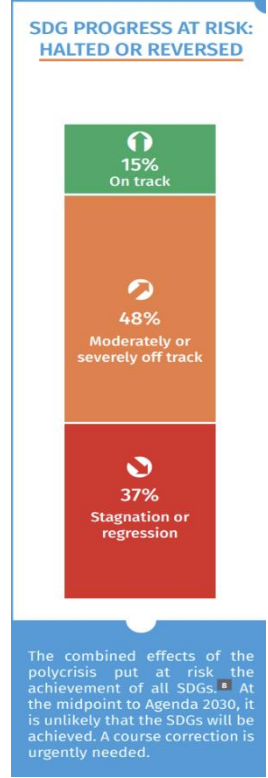 SDG PROGRESS AT RISK:
HALTED OR REVERSED
15%
On track
48%
Moderately or
severely off track
37%
Stagnation or
regression
The combined effects of the
polycrisis put at risk the
achievement of all SDGs. 8 At
the midpoint to Agenda 2030, it
is unlikely that the SDGs will be
achieved. A course correction is
urgently needed.